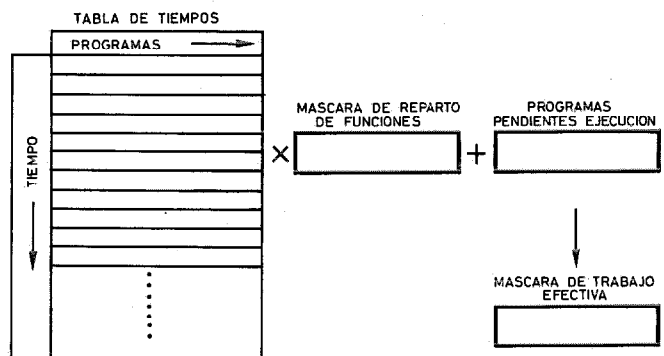 TABLA DE TIEMPOS
PROGRAMAS
TIEMPO
×
MASCARA DE REPARTO
DE FUNCIONES
+
PROGRAMAS
PENDIENTES EJECUCION
MASCARA DE TRABAJO
EFECTIVA